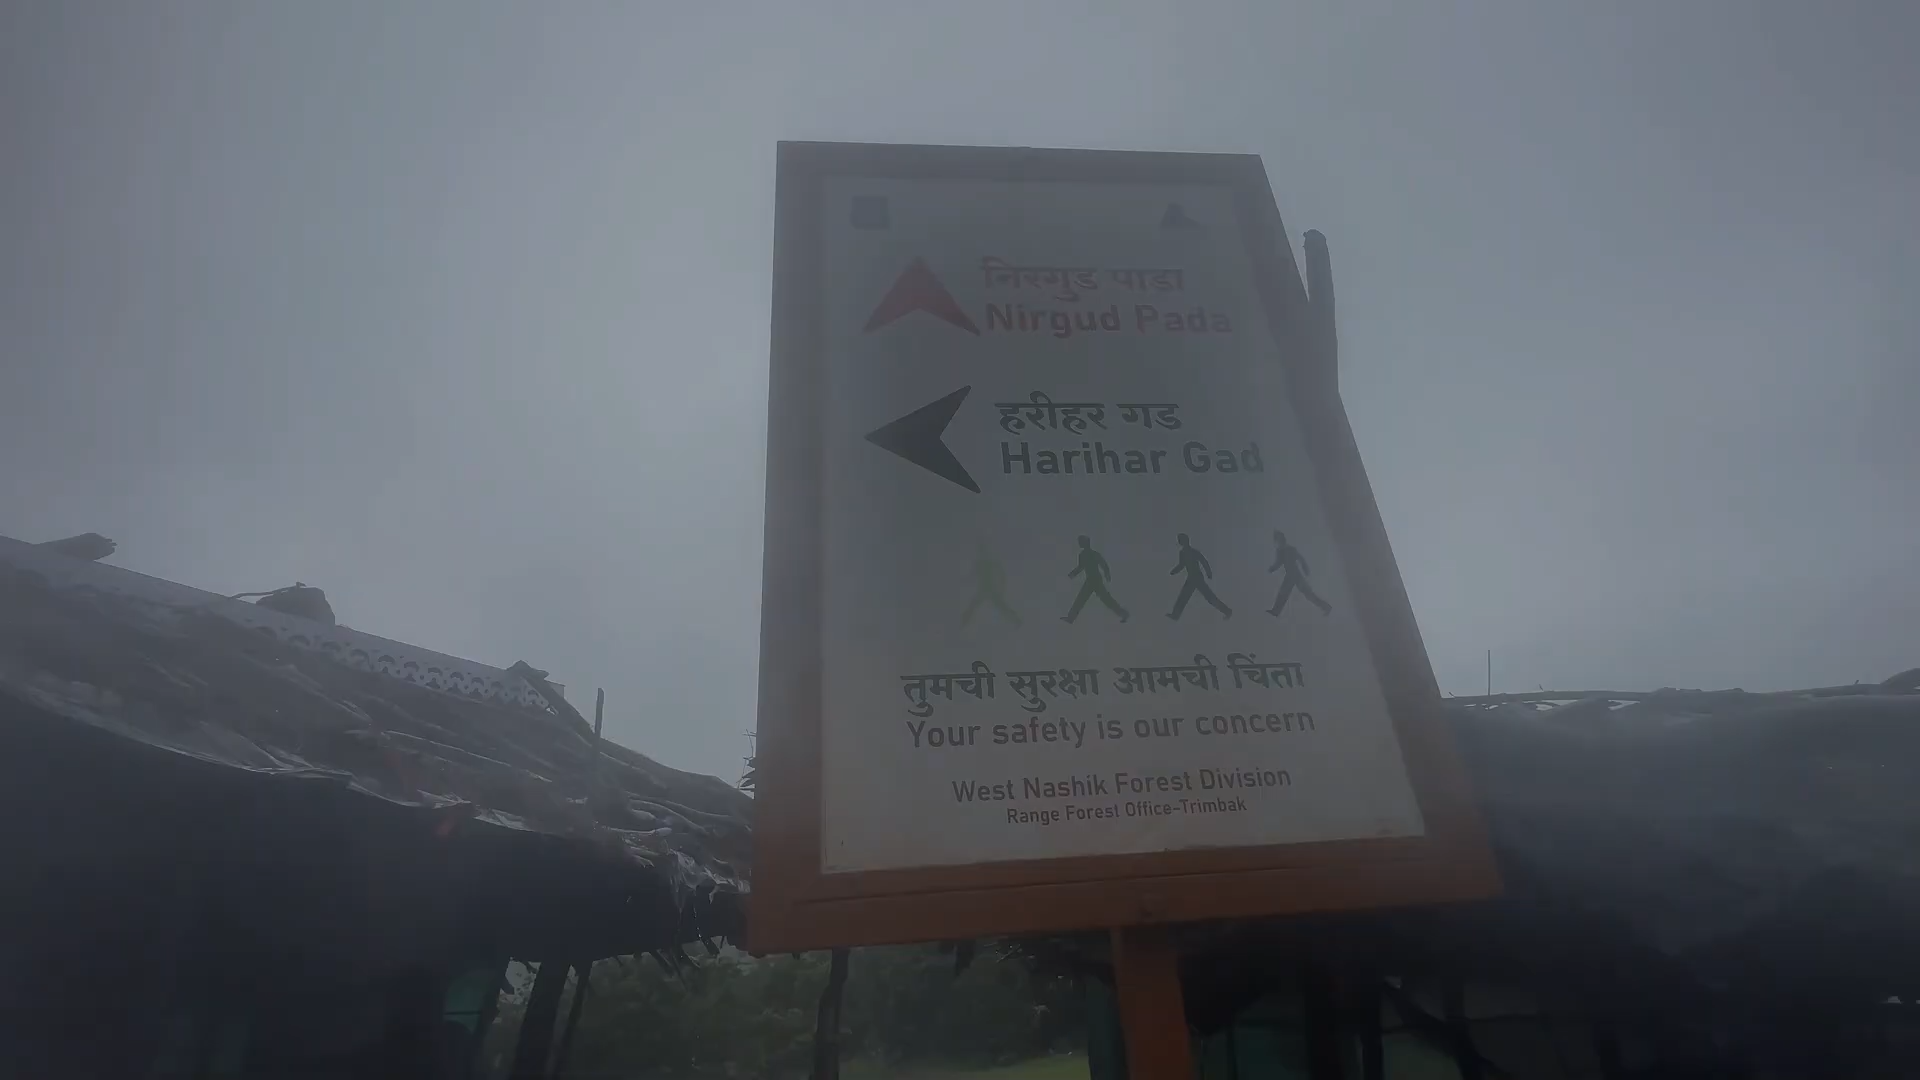 निरगुड पाडा
Nirgud Pada
हरीहर गड
Harihar Gad
तुमची सुरक्षा आमची चिंता
Your safety is our concern
West Nashik Forest Division
Range Forest Office-Trimbak